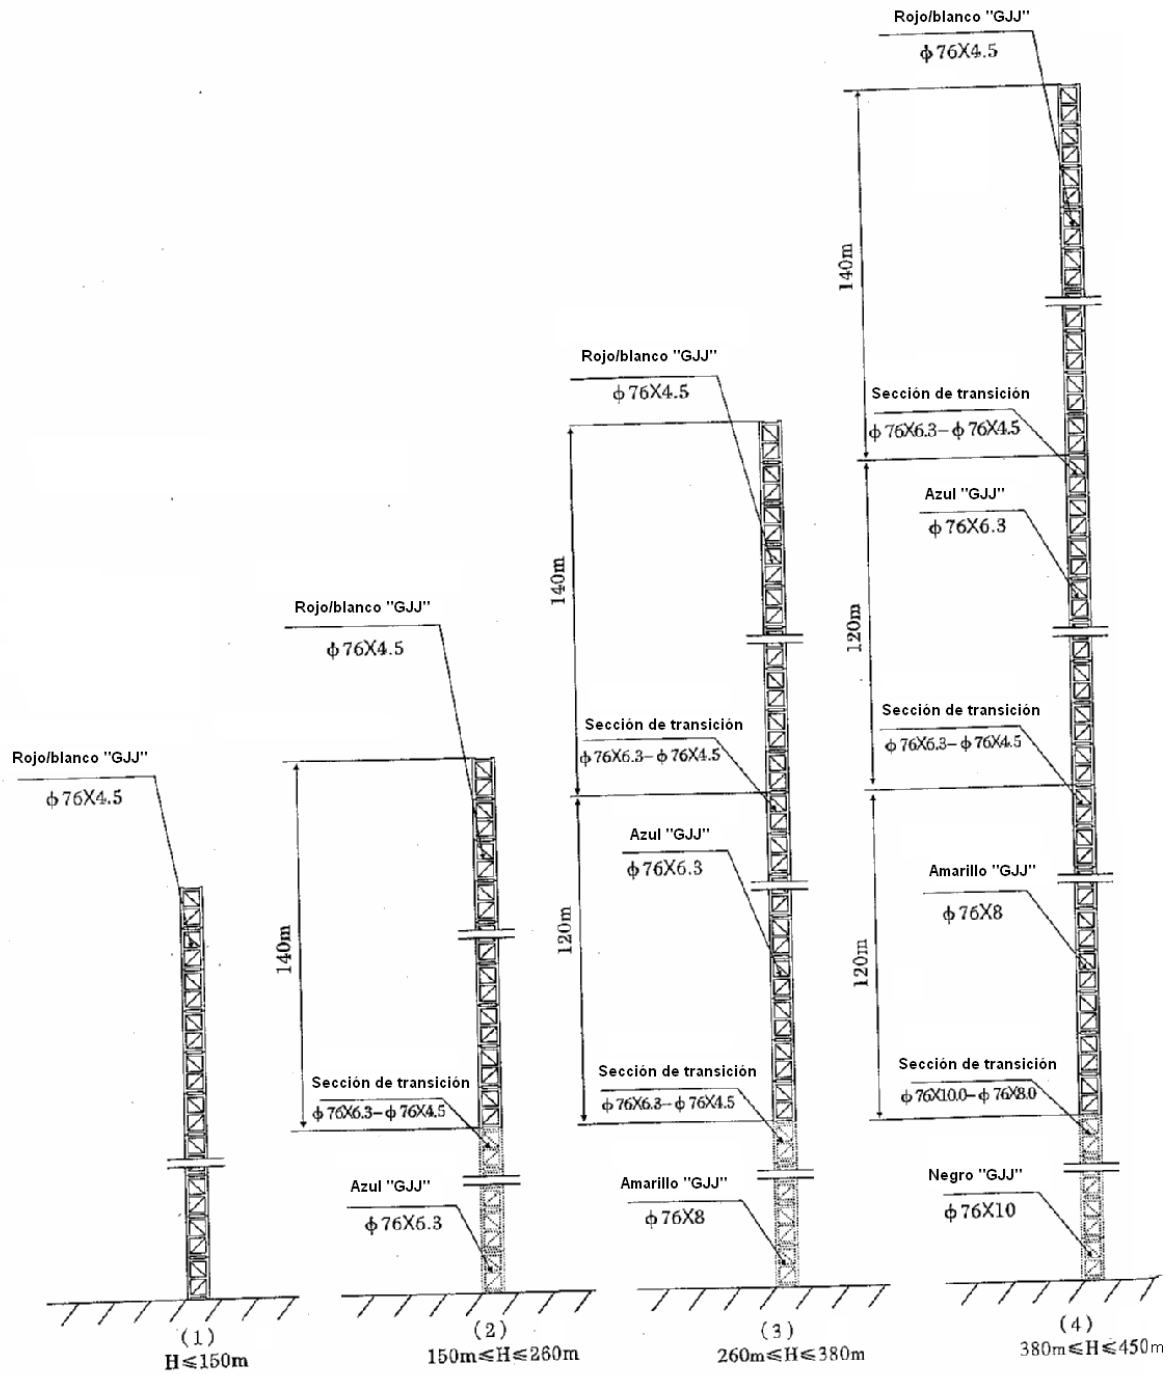 Rojo/blanco "GJJ"
ϕ76X4.5
(1)
H≤150m
Rojo/blanco "GJJ"
ϕ76X4.5
140m
Sección de transición
ϕ76X6.3-ϕ76X4.5
Azul "GJJ"
ϕ76X6.3
(2)
150m≤H≤260m
Rojo/blanco "GJJ"
ϕ76X4.5
140m
Sección de transición
ϕ76X6.3-ϕ76X4.5
Azul "GJJ"
ϕ76X6.3
120m
Sección de transición
ϕ76X6.3-ϕ76X4.5
Amarillo "GJJ"
ϕ76X8
(3)
260m≤H≤380m
Rojo/blanco "GJJ"
ϕ76X4.5
140m
Sección de transición
ϕ76X6.3-ϕ76X4.5
Azul "GJJ"
ϕ76X6.3
120m
Sección de transición
ϕ76X6.3-ϕ76X4.5
Amarillo "GJJ"
ϕ76X8
120m
Sección de transición
ϕ76X10.0-ϕ76X8.0
Negro "GJJ"
ϕ76X10
(4)
380m≤H≤450m